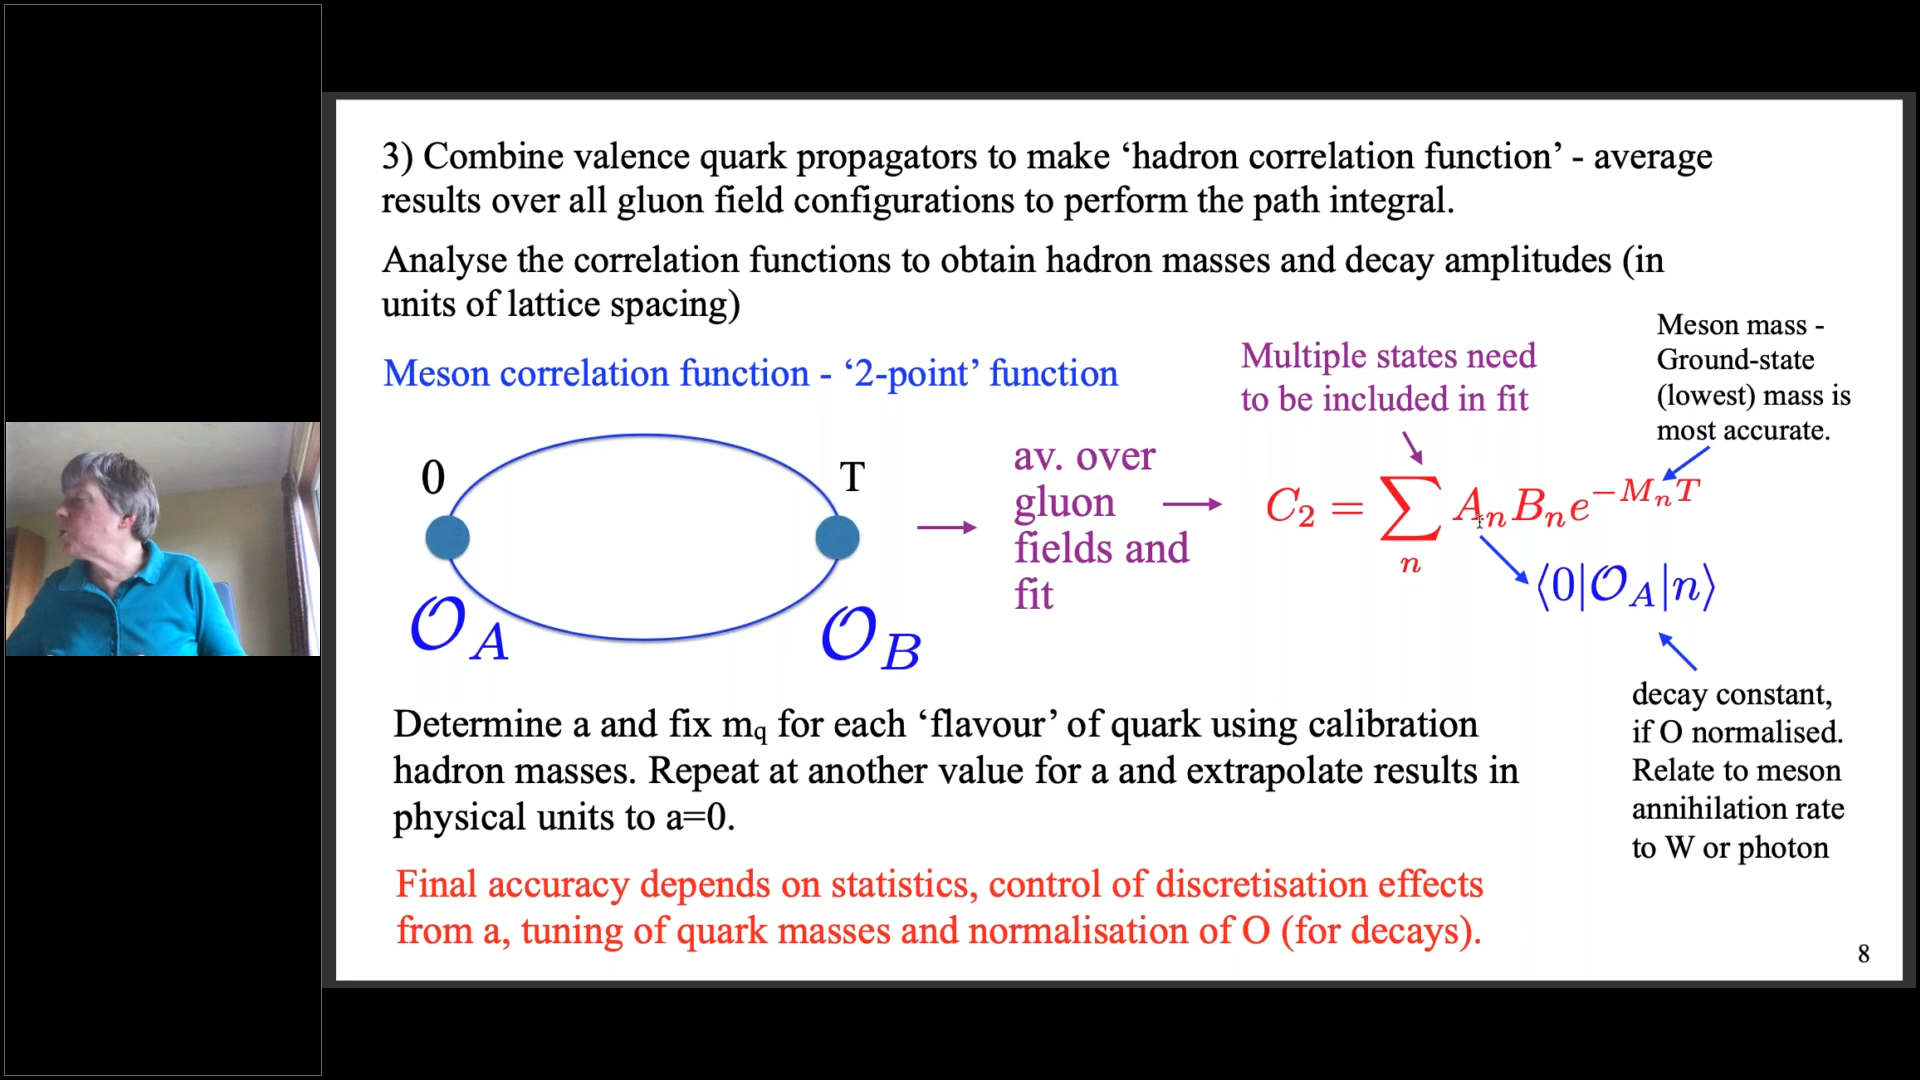 3) Combine valence quark propagators to make ‘hadron correlation function’ - average
results over all gluon field configurations to perform the path integral.
Analyse the correlation functions to obtain hadron masses and decay amplitudes (in
units of lattice spacing)
Meson correlation function - ‘2-point’ function
Multiple states need
to be included in fit
Meson mass -
Ground-state
(lowest) mass is
most accurate.
0
T
𝒪_A
𝒪_B
av. over
gluon
fields and
fit
C₂ = ∑_n A_n B_n e^{−M_n T}
⟨0|𝒪_A|n⟩
decay constant,
if O normalised.
Relate to meson
annihilation rate
to W or photon
Determine a and fix m_q for each ‘flavour’ of quark using calibration
hadron masses. Repeat at another value for a and extrapolate results in
physical units to a=0.
Final accuracy depends on statistics, control of discretisation effects
from a, tuning of quark masses and normalisation of O (for decays).
8